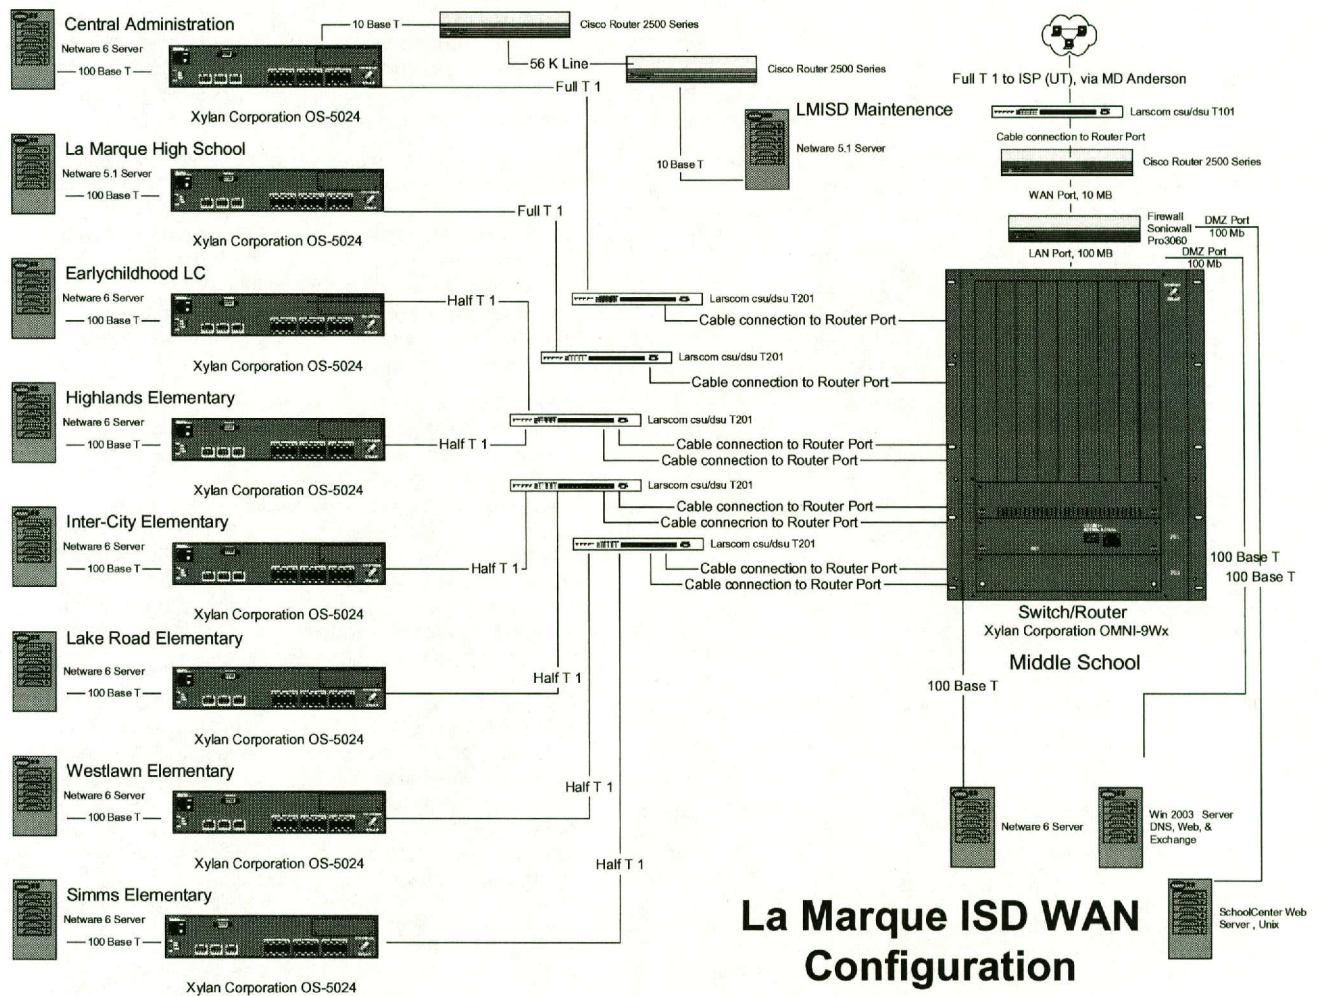 Central Administration
Netware 6 Server
100 Base T
Xylan Corporation OS-5024
10 Base T
Cisco Router 2500 Series
56 K Line
Cisco Router 2500 Series
Full T 1
LMISD Maintenence
Netware 5.1 Server
10 Base T
Full T 1 to ISP (UT), via MD Anderson
Larscom csu/dsu T101
Cable connection to Router Port
Cisco Router 2500 Series
WAN Port, 10 MB
Firewall
Sonicwall
Pro3060
DMZ Port
100 Mb
DMZ Port
100 Mb
LAN Port, 100 MB
La Marque High School
Netware 5.1 Server
100 Base T
Xylan Corporation OS-5024
Full T 1
Earlychildhood LC
Netware 6 Server
100 Base T
Xylan Corporation OS-5024
Half T 1
Larscom csu/dsu T201
Cable connection to Router Port
Larscom csu/dsu T201
Cable connection to Router Port
Highlands Elementary
Netware 6 Server
100 Base T
Xylan Corporation OS-5024
Half T 1
Larscom csu/dsu T201
Cable connection to Router Port
Cable connection to Router Port
Larscom csu/dsu T201
Cable connection to Router Port
Cable connecrion to Router Port
Inter-City Elementary
Netware 6 Server
100 Base T
Xylan Corporation OS-5024
Half T 1
Larscom csu/dsu T201
Cable connection to Router Port
Cable connection to Router Port
100 Base T
100 Base T
Switch/Router
Xylan Corporation OMNI-9Wx
Middle School
100 Base T
Lake Road Elementary
Netware 6 Server
100 Base T
Xylan Corporation OS-5024
Half T 1
Westlawn Elementary
Netware 6 Server
100 Base T
Xylan Corporation OS-5024
Half T 1
Netware 6 Server
Win 2003 Server
DNS, Web, &
Exchange
Simms Elementary
Netware 6 Server
100 Base T
Xylan Corporation OS-5024
Half T 1
SchoolCenter Web
Server , Unix
La Marque ISD WAN
Configuration